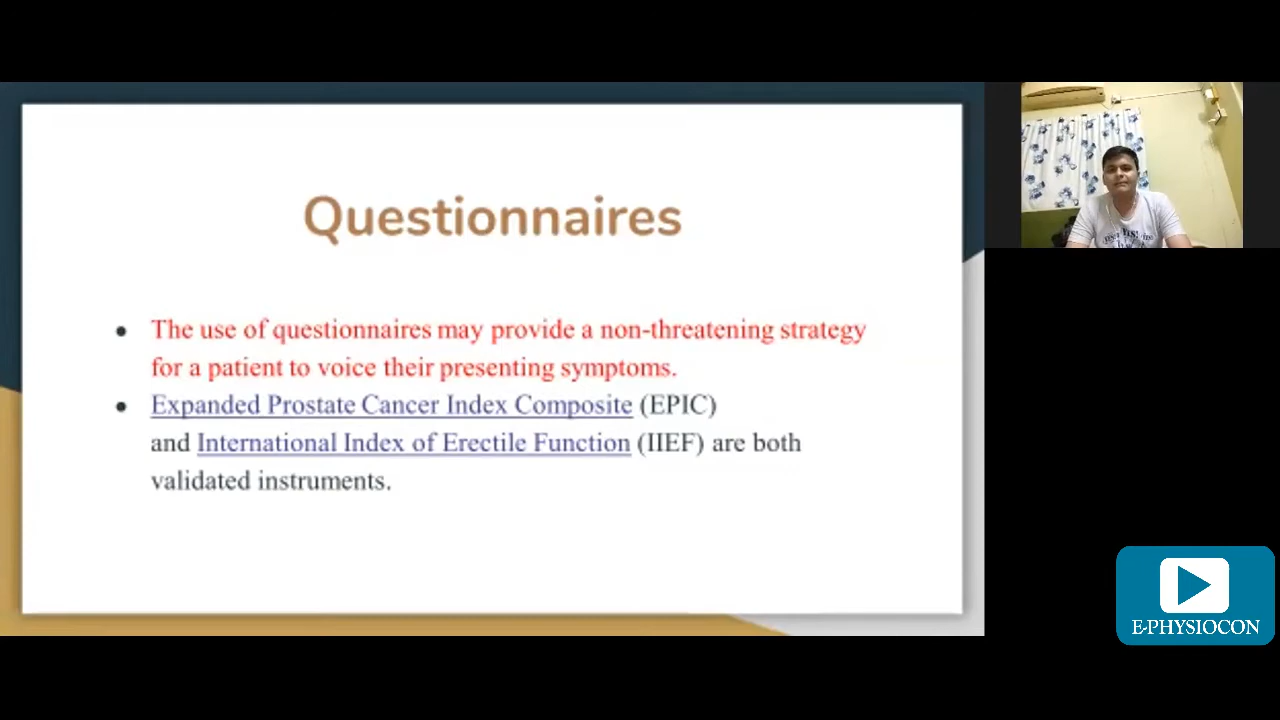 Questionnaires
● The use of questionnaires may provide a non-threatening strategy
for a patient to voice their presenting symptoms.
● Expanded Prostate Cancer Index Composite (EPIC)
and International Index of Erectile Function (IIEF) are both
validated instruments.
E-PHYSIOCON